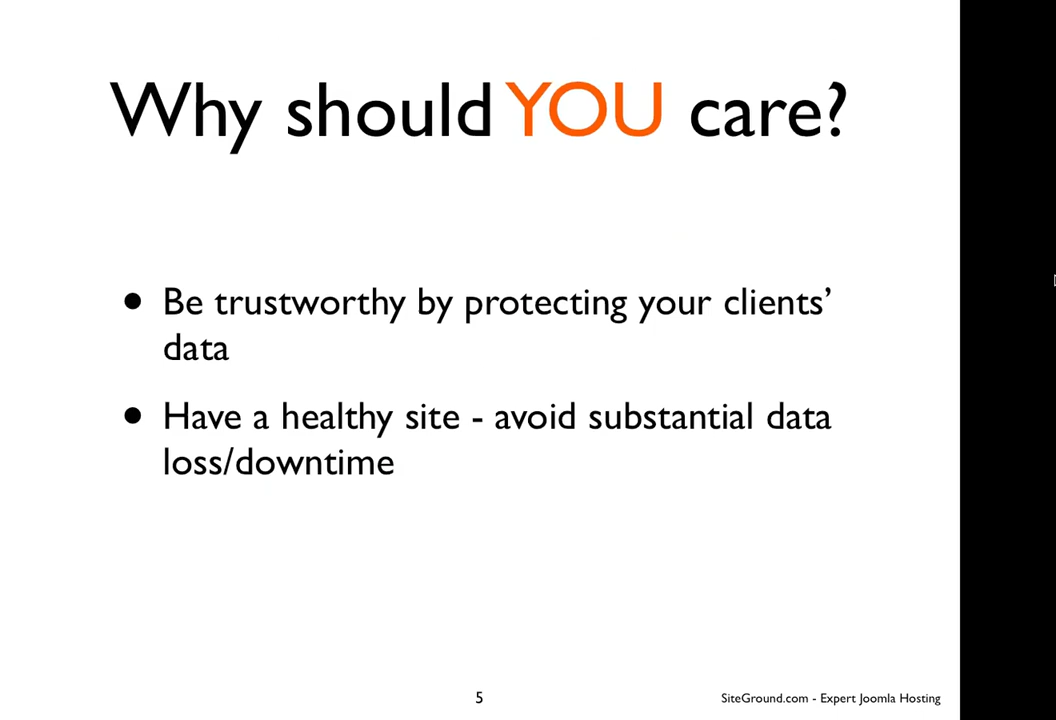 Why should YOU care?
• Be trustworthy by protecting your clients’
data
• Have a healthy site - avoid substantial data
loss/downtime
5
SiteGround.com - Expert Joomla Hosting